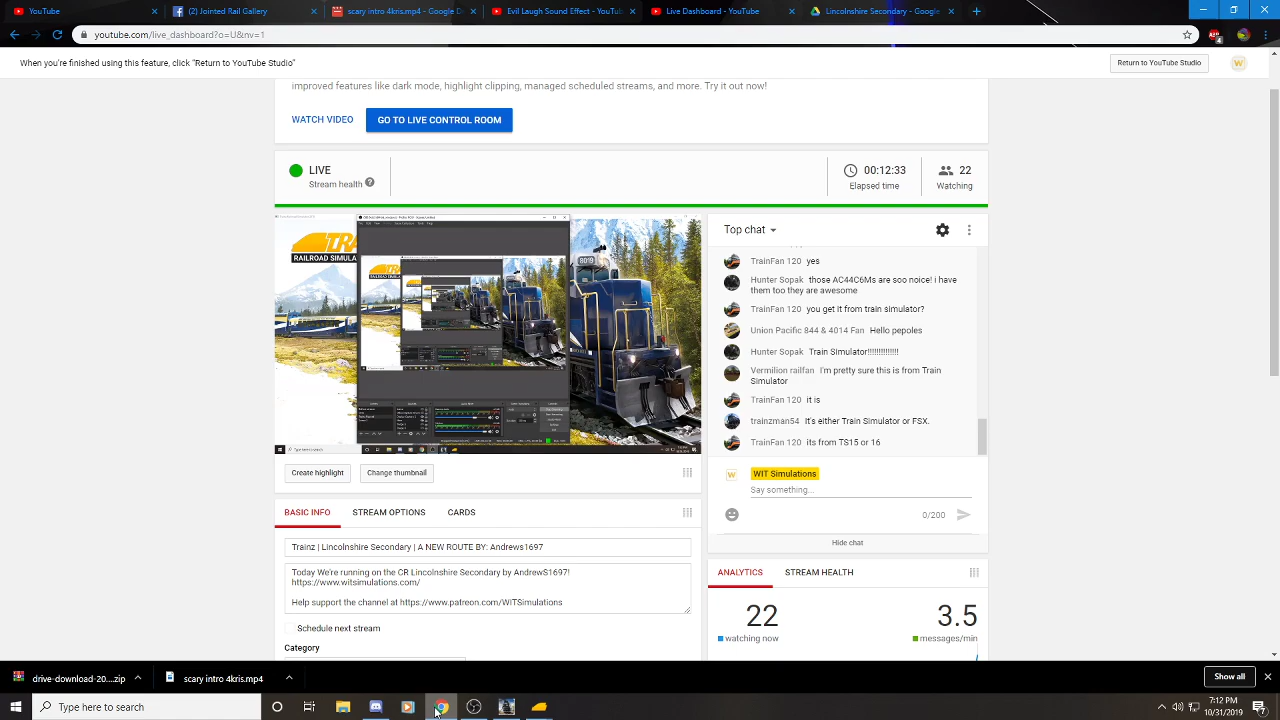 YouTube
(2) Jointed Rail Gallery
scary intro 4kris.mp4 - Google D
Evil Laugh Sound Effect - YouTub
Live Dashboard - YouTube
Lincolnshire Secondary - Google
youtube.com/live_dashboard?o=U&nv=1
When you're finished using this feature, click "Return to YouTube Studio"
Return to YouTube Studio
W
improved features like dark mode, highlight clipping, managed scheduled streams, and more. Try it out now!
WATCH VIDEO
GO TO LIVE CONTROL ROOM
LIVE
Stream health
00:12:33
Elapsed time
22
Watching
RAILROAD SIMULA
8019
Top chat
TrainFan 120 yes
Hunter Sopak those AC44C6Ms are soo noice! i have
them too they are awesome
TrainFan 120 you get it from train simulator?
Union Pacific 844 & 4014 Fan Hello pepoles
Hunter Sopak Train SImulator!!!!!!!!!!!!!!
Vermilion railfan I'm pretty sure this is from Train
Simulator
TrainFan 120 it is
trainzman54 It's either Train Simulator or FSX.
TrainFan 120 its from TS15 or 16
W
WIT Simulations
Say something...
0/200
Hide chat
Create highlight
Change thumbnail
BASIC INFO
STREAM OPTIONS
CARDS
Trainz | Lincolnshire Secondary | A NEW ROUTE BY: Andrews1697
Today We're running on the CR Lincolnshire Secondary by AndrewS1697!
https://www.witsimulations.com/
Help support the channel at https://www.patreon.com/WITSimulations
Schedule next stream
Category
ANALYTICS
STREAM HEALTH
22
watching now
3.5
messages/min
drive-download-20....zip
scary intro 4kris.mp4
Show all
Type here to search
7:12 PM
10/31/2019